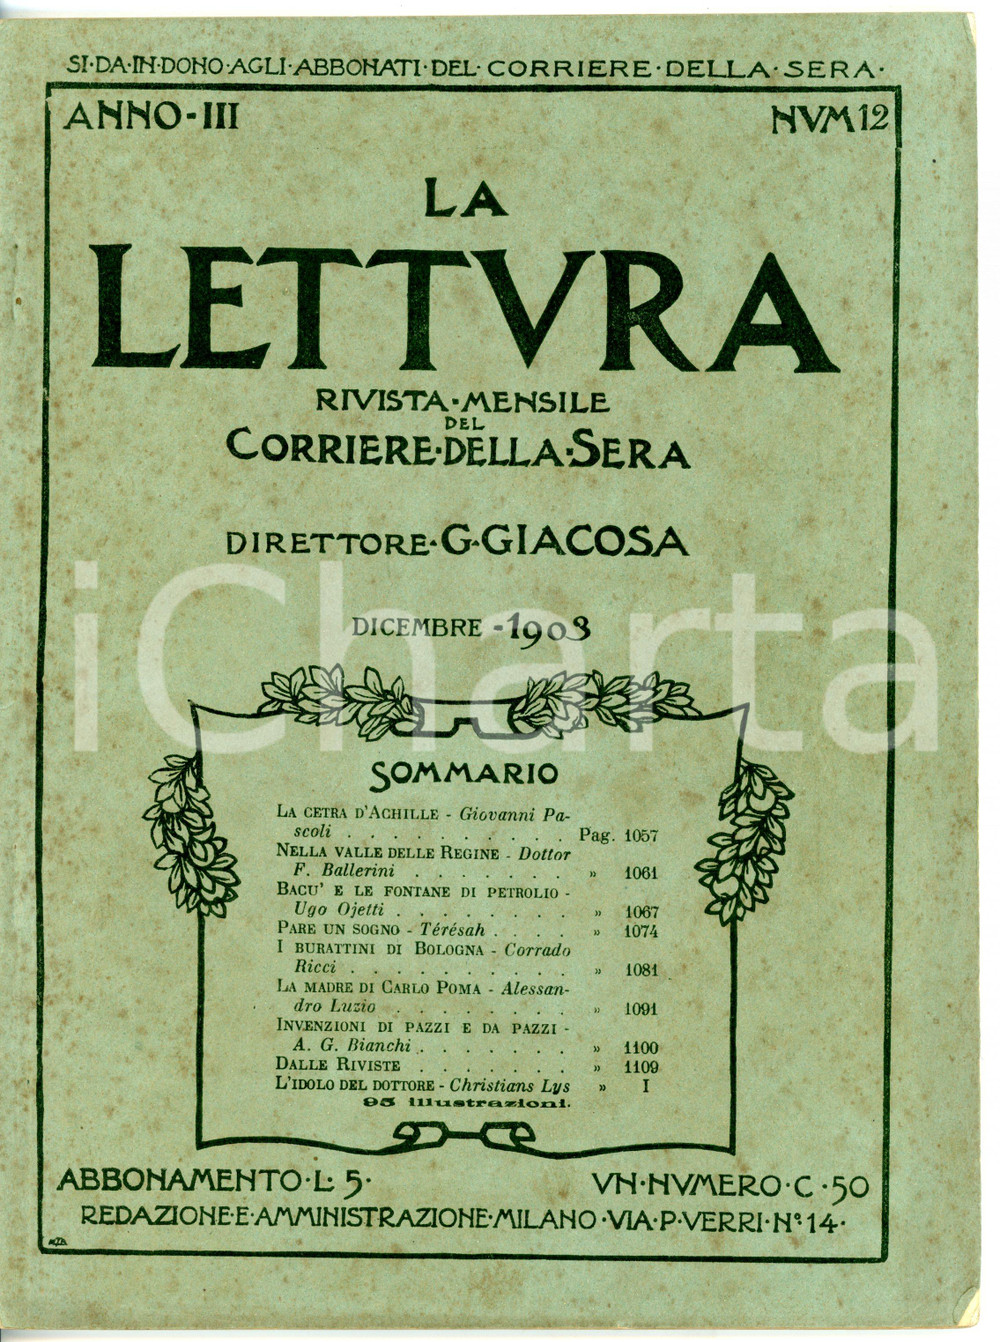 SI·DA·IN·DONO·AGLI·ABBONATI·DEL·CORRIERE·DELLA·SERA·
ANNO-III NVM 12
LA
LETTVRA
RIVISTA·MENSILE
DEL
CORRIERE·DELLA·SERA
DIRETTORE·G·GIACOSA
DICEMBRE -1903
iCharta
SOMMARIO
LA CETRA D'ACHILLE - Giovanni Pa-
scoli . . . . . . . . . . Pag. 1057
NELLA VALLE DELLE REGINE - Dottor
F. Ballerini . . . . . . . » 1061
BACU' E LE FONTANE DI PETROLIO -
Ugo Ojetti . . . . . . . . » 1067
PARE UN SOGNO - Térésah . . . . » 1074
I BURATTINI DI BOLOGNA - Corrado
Ricci . . . . . . . . . . » 1081
LA MADRE DI CARLO POMA - Alessan-
dro Luzio . . . . . . . . » 1091
INVENZIONI DI PAZZI E DA PAZZI -
A. G. Bianchi . . . . . . . » 1100
DALLE RIVISTE . . . . . . . » 1109
L'IDOLO DEL DOTTORE - Christians Lys » I
95 illustrazioni.
ABBONAMENTO·L·5· VN·NVMERO·C·50
REDAZIONE·E·AMMINISTRAZIONE·MILANO·VIA·P·VERRI·Nº14·